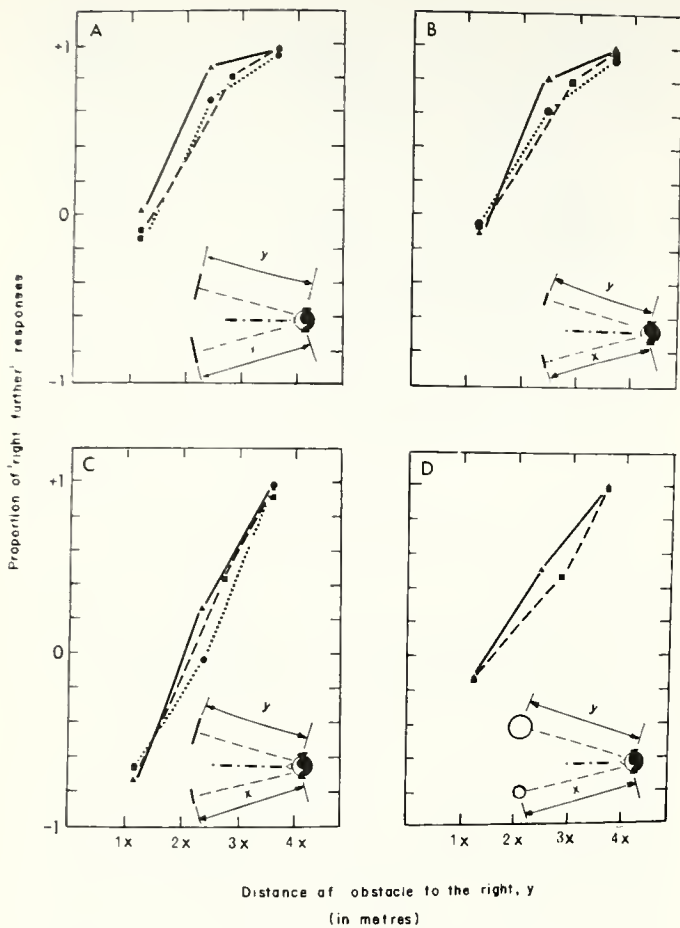 A
B
+1
0
-1
y
y
x
Proportion of 'right further' responses
C
D
+1
0
-1
y
x
y
x
1x 2x 3x 4x
1x 2x 3x 4x
Distance of obstacle to the right, y
(in metres)